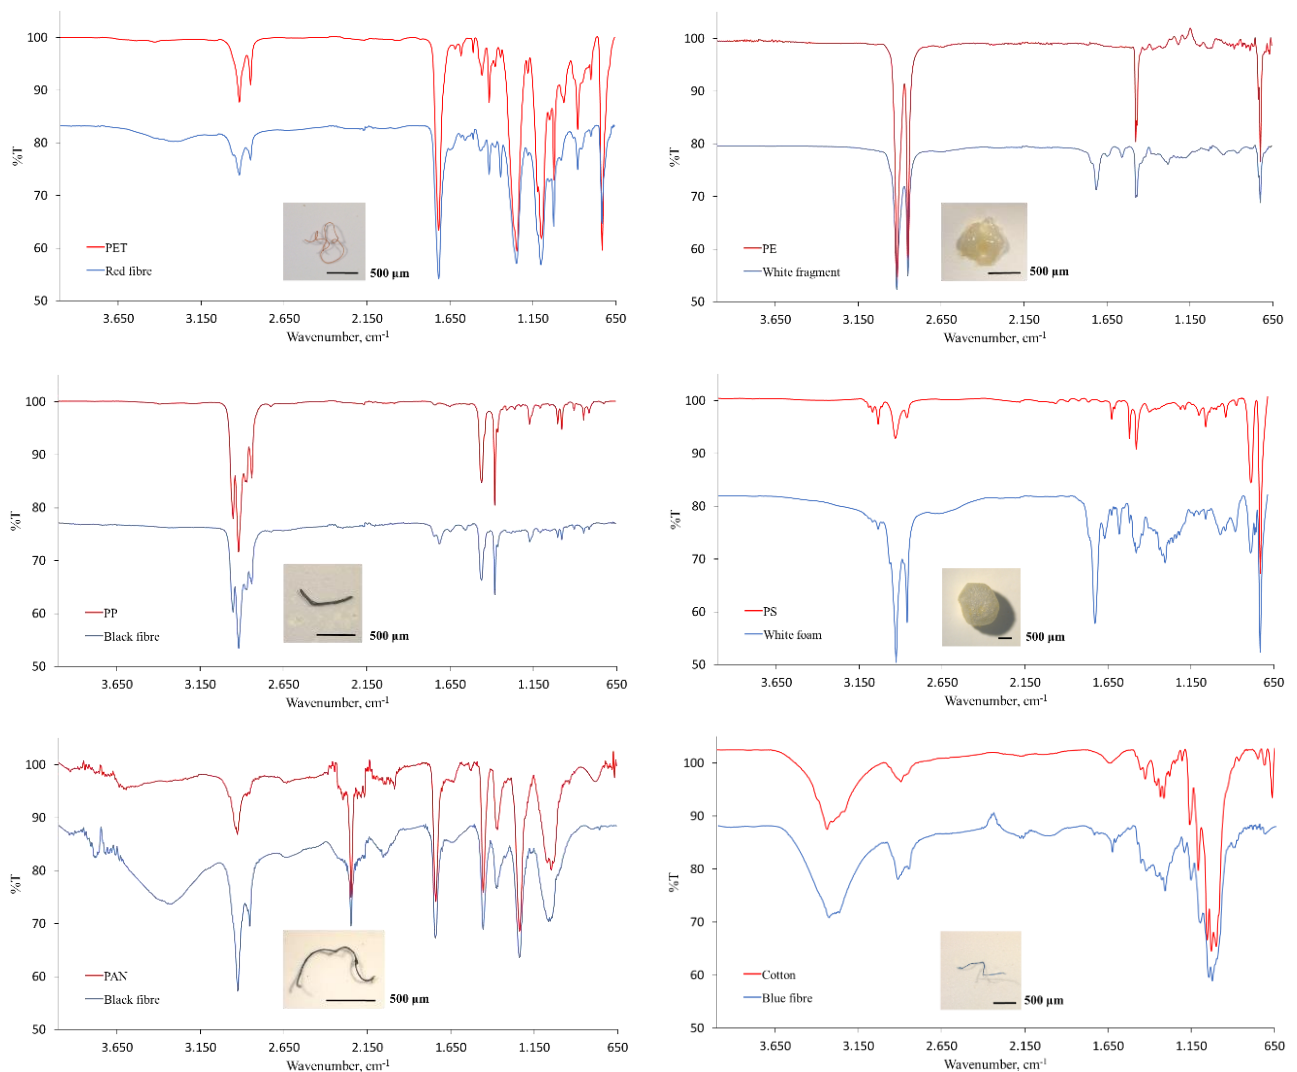 100
90
80
70
60
50
%T
PET
Red fibre
500 µm
3.650 3.150 2.650 2.150 1.650 1.150 650
Wavenumber, cm-1
100
90
80
70
60
50
%T
PE
White fragment
500 µm
3.650 3.150 2.650 2.150 1.650 1.150 650
Wavenumber, cm-1
100
90
80
70
60
50
%T
PP
Black fibre
500 µm
3.650 3.150 2.650 2.150 1.650 1.150 650
Wavenumber, cm-1
100
90
80
70
60
50
%T
PS
White foam
500 µm
3.650 3.150 2.650 2.150 1.650 1.150 650
Wavenumber, cm-1
100
90
80
70
60
50
%T
PAN
Black fibre
500 µm
3.650 3.150 2.650 2.150 1.650 1.150 650
Wavenumber, cm-1
100
90
80
70
60
50
%T
Cotton
Blue fibre
500 µm
3.650 3.150 2.650 2.150 1.650 1.150 650
Wavenumber, cm-1